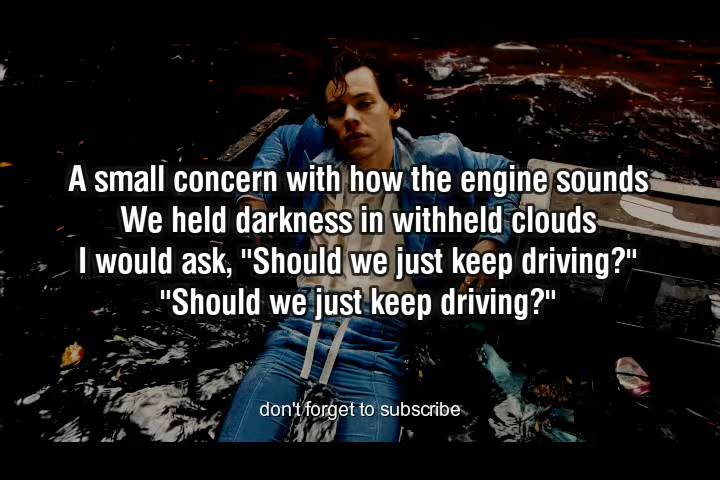 A small concern with how the engine sounds
We held darkness in withheld clouds
I would ask, "Should we just keep driving?"
"Should we just keep driving?"
don't forget to subscribe